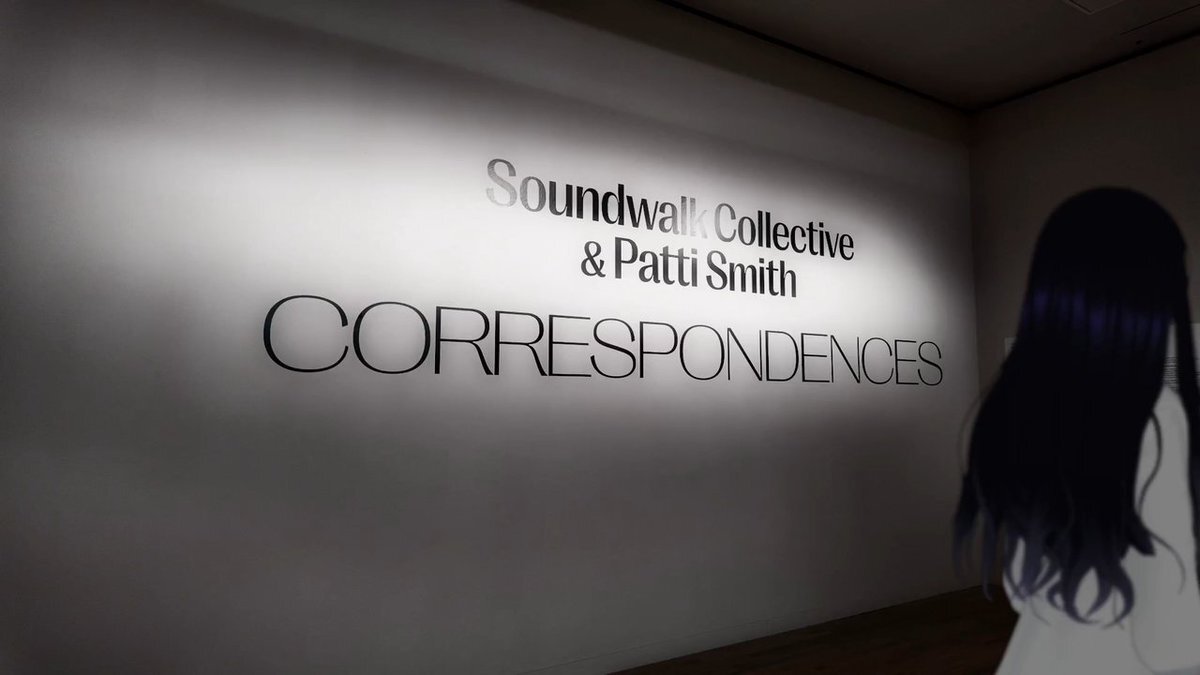 Soundwalk Collective
& Patti Smith
CORRESPONDENCES